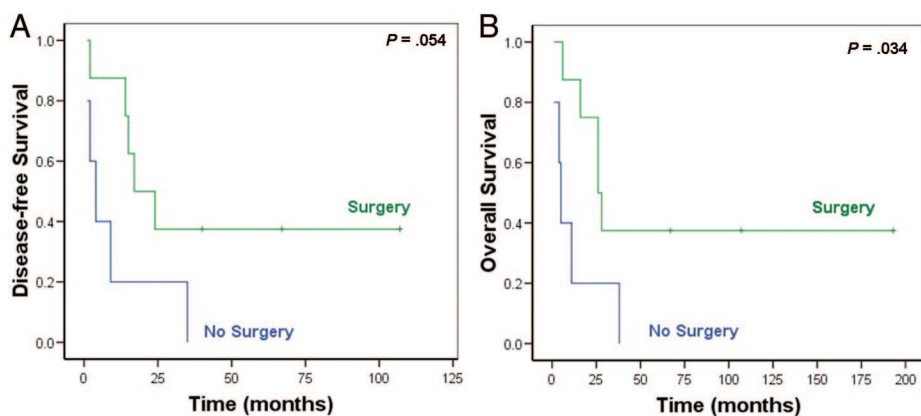 A
P = .054
1.0
0.8
0.6
0.4
0.2
0.0
Disease-free Survival
Surgery
No Surgery
0 25 50 75 100 125
Time (months)
B
P = .034
1.0
0.8
0.6
0.4
0.2
0.0
Overall Survival
Surgery
No Surgery
0 25 50 75 100 125 150 175 200
Time (months)